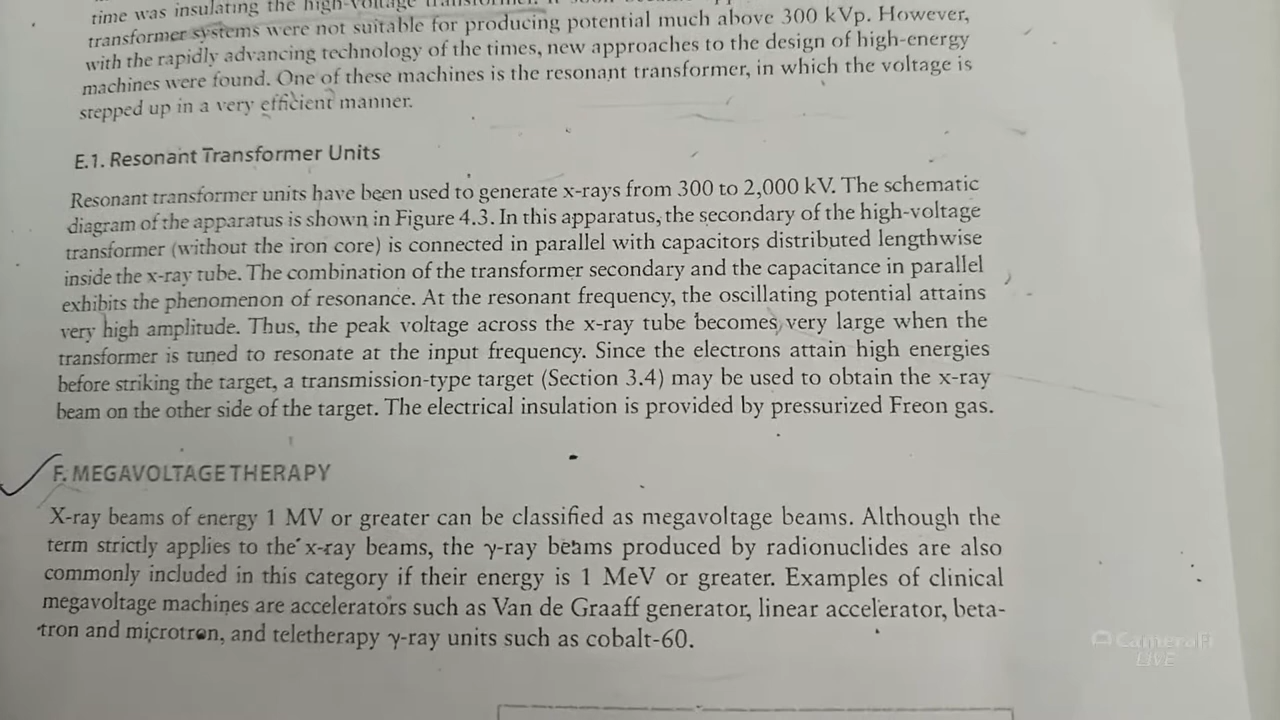 time was insulating the high-voltage transformer. It soon
transformer systems were not suitable for producing potential much above 300 kVp. However,
with the rapidly advancing technology of the times, new approaches to the design of high-energy
machines were found. One of these machines is the resonant transformer, in which the voltage is
stepped up in a very efficient manner.
E.1. Resonant Transformer Units
Resonant transformer units have been used to generate x-rays from 300 to 2,000 kV. The schematic
diagram of the apparatus is shown in Figure 4.3. In this apparatus, the secondary of the high-voltage
transformer (without the iron core) is connected in parallel with capacitors distributed lengthwise
inside the x-ray tube. The combination of the transformer secondary and the capacitance in parallel
exhibits the phenomenon of resonance. At the resonant frequency, the oscillating potential attains
very high amplitude. Thus, the peak voltage across the x-ray tube becomes very large when the
transformer is tuned to resonate at the input frequency. Since the electrons attain high energies
before striking the target, a transmission-type target (Section 3.4) may be used to obtain the x-ray
beam on the other side of the target. The electrical insulation is provided by pressurized Freon gas.
F. MEGAVOLTAGE THERAPY
X-ray beams of energy 1 MV or greater can be classified as megavoltage beams. Although the
term strictly applies to the x-ray beams, the γ-ray beams produced by radionuclides are also
commonly included in this category if their energy is 1 MeV or greater. Examples of clinical
megavoltage machines are accelerators such as Van de Graaff generator, linear accelerator, beta-
tron and microtron, and teletherapy γ-ray units such as cobalt-60.
CameraFi
LIVE